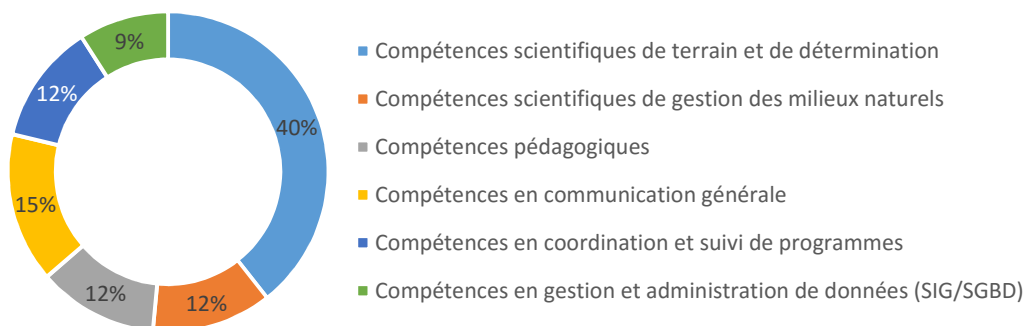 9%
12%
40%
15%
12%
12%
Compétences scientifiques de terrain et de détermination
Compétences scientifiques de gestion des milieux naturels
Compétences pédagogiques
Compétences en communication générale
Compétences en coordination et suivi de programmes
Compétences en gestion et administration de données (SIG/SGBD)